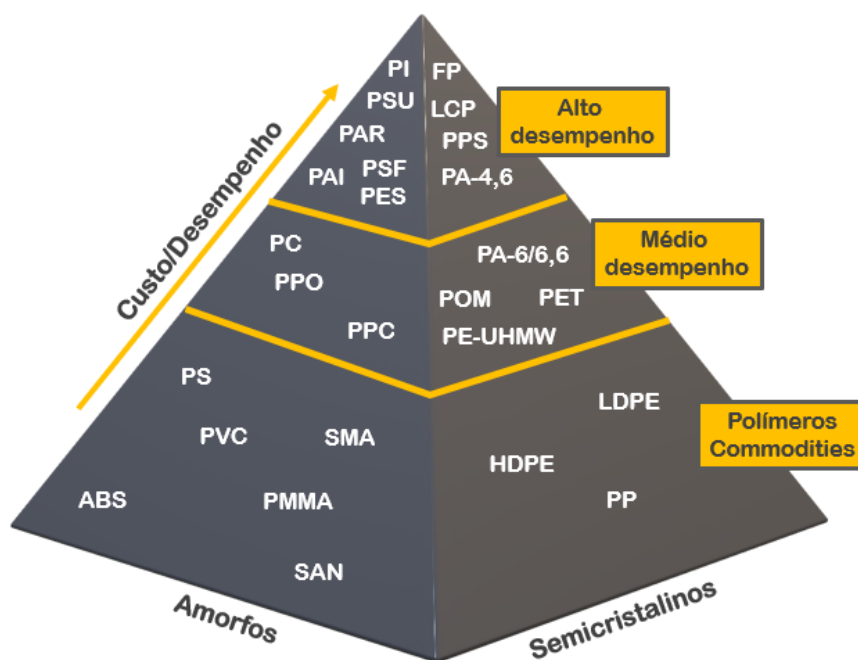 PI
FP
PSU
LCP
Alto
desempenho
PAR
PPS
PAI
PSF
PES
PA-4,6
Custo/Desempenho
PC
PA-6/6,6
Médio
desempenho
PPO
POM
PET
PPC
PE-UHMW
PS
LDPE
Polímeros
Commodities
PVC
SMA
HDPE
ABS
PMMA
PP
SAN
Amorfos
Semicristalinos